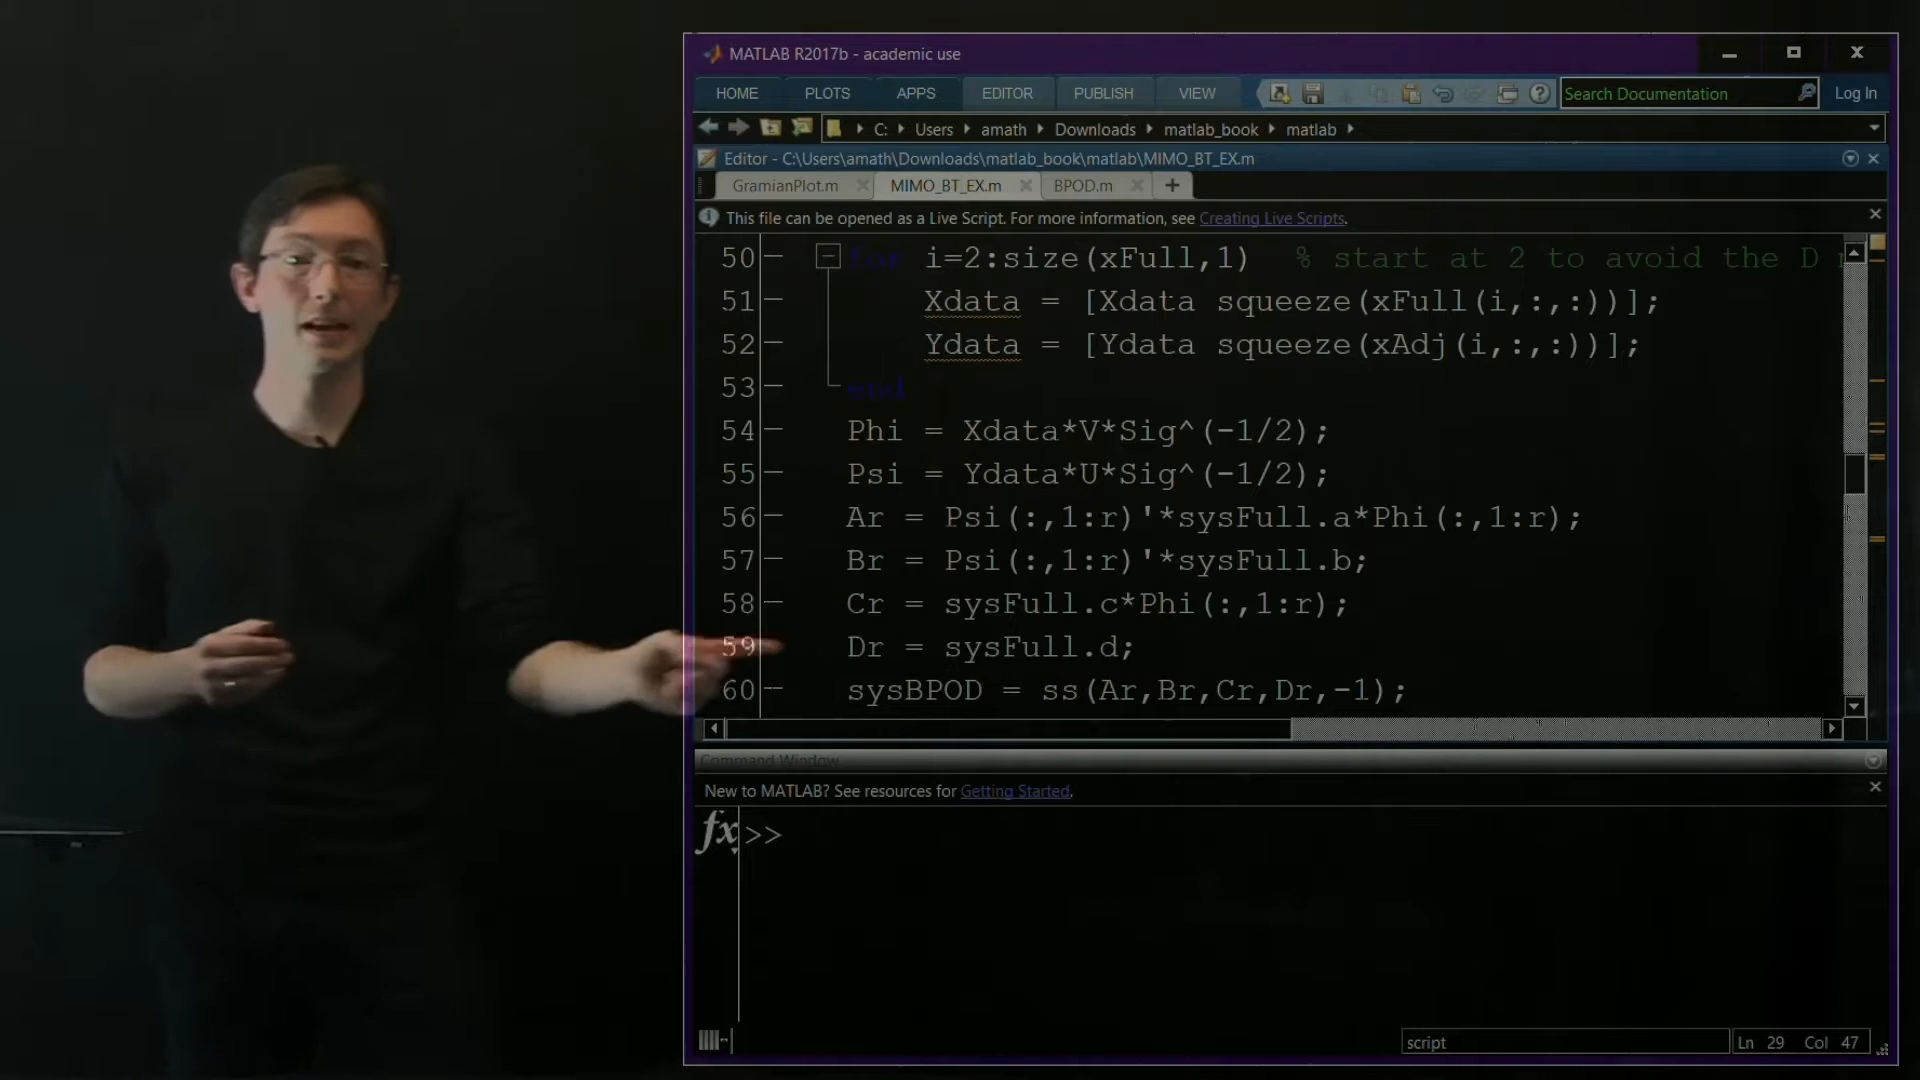 MATLAB R2017b - academic use
HOME PLOTS APPS EDITOR PUBLISH VIEW Search Documentation Log In
C: Users amath Downloads matlab_book matlab
Editor - C:\Users\amath\Downloads\matlab_book\matlab\MIMO_BT_EX.m
GramianPlot.m MIMO_BT_EX.m BPOD.m
This file can be opened as a Live Script. For more information, see Creating Live Scripts.
50 for i=2:size(xFull,1) % start at 2 to avoid the D
51 Xdata = [Xdata squeeze(xFull(i,:,:))];
52 Ydata = [Ydata squeeze(xAdj(i,:,:))];
53 end
54 Phi = Xdata*V*Sig^(-1/2);
55 Psi = Ydata*U*Sig^(-1/2);
56 Ar = Psi(:,1:r)'*sysFull.a*Phi(:,1:r);
57 Br = Psi(:,1:r)'*sysFull.b;
58 Cr = sysFull.c*Phi(:,1:r);
59 Dr = sysFull.d;
60 sysBPOD = ss(Ar,Br,Cr,Dr,-1);
Command Window
New to MATLAB? See resources for Getting Started.
fx >>
script Ln 29 Col 47